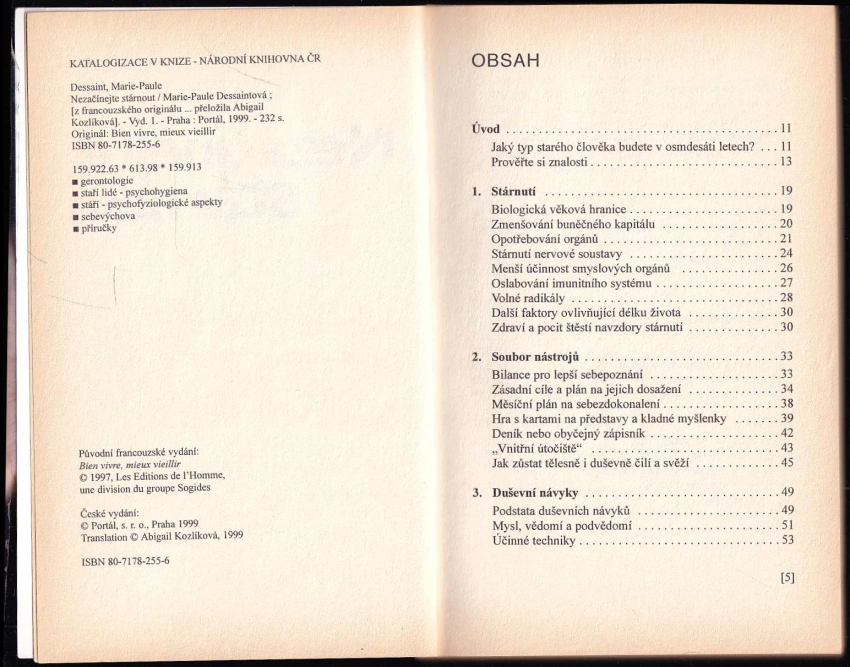 KATALOGIZACE V KNIZE - NÁRODNÍ KNIHOVNA ČR
Dessaint, Marie-Paule
Nezačínejte stárnout / Marie-Paule Dessaintová ;
[z francouzského originálu ... přeložila Abigail
Kozlíková]. - Vyd. 1. - Praha : Portál, 1999. - 232 s.
Originál: Bien vivre, mieux vieillir
ISBN 80-7178-255-6
159.922.63 * 613.98 * 159.913
■ gerontologie
■ staří lidé - psychohygiena
■ stáří - psychofyziologické aspekty
■ sebevýchova
■ příručky
Původní francouzské vydání:
Bien vivre, mieux vieillir
© 1997, Les Editions de l'Homme,
une division du groupe Sogides
České vydání:
© Portál, s. r. o., Praha 1999
Translation © Abigail Kozlíková, 1999
ISBN 80-7178-255-6
OBSAH
Úvod . . . . . . . . . . 11
Jaký typ starého člověka budete v osmdesáti letech? . . . 11
Prověřte si znalosti . . . . . . . . . . 13
1. Stárnutí . . . . . . . . . . 19
Biologická věková hranice . . . . . . . . . . 19
Zmenšování buněčného kapitálu . . . . . . . . . . 20
Opotřebování orgánů . . . . . . . . . . 21
Stárnutí nervové soustavy . . . . . . . . . . 24
Menší účinnost smyslových orgánů . . . . . . . . . . 26
Oslabování imunitního systému . . . . . . . . . . 27
Volné radikály . . . . . . . . . . 28
Další faktory ovlivňující délku života . . . . . . . . . . 30
Zdraví a pocit štěstí navzdory stárnutí . . . . . . . . . . 30
2. Soubor nástrojů . . . . . . . . . . 33
Bilance pro lepší sebepoznání . . . . . . . . . . 33
Zásadní cíle a plán na jejich dosažení . . . . . . . . . . 34
Měsíční plán na sebezdokonalení . . . . . . . . . . 38
Hra s kartami na představy a kladné myšlenky . . . . . . . . . . 39
Deník nebo obyčejný zápisník . . . . . . . . . . 42
„Vnitřní útočiště“ . . . . . . . . . . 43
Jak zůstat tělesně i duševně čilí a svěží . . . . . . . . . . 45
3. Duševní návyky . . . . . . . . . . 49
Podstata duševních návyků . . . . . . . . . . 49
Mysl, vědomí a podvědomí . . . . . . . . . . 51
Účinné techniky . . . . . . . . . . 53
[5]